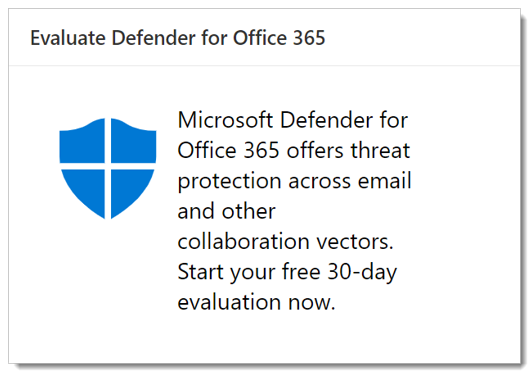 Evaluate Defender for Office 365
Microsoft Defender for
Office 365 offers threat
protection across email
and other
collaboration vectors.
Start your free 30-day
evaluation now.